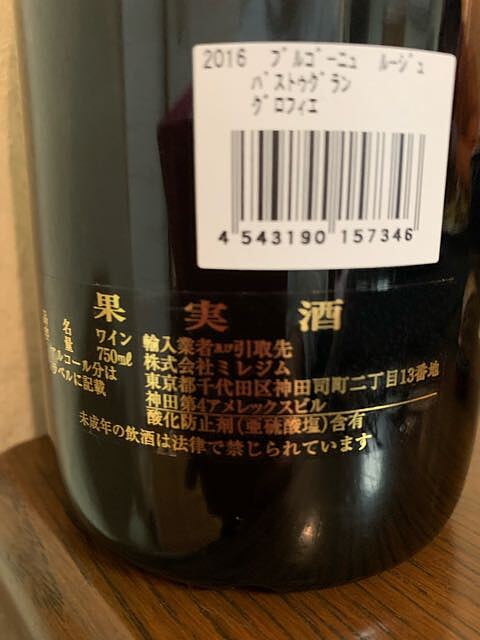 2016 ブルゴーニュ ルージュ
パストゥグラン
グロフィエ
4 543190 157346
果実酒
名 ワイン
量 750ml
アルコール分は
ラベルに記載
輸入業者及び引取先
株式会社ミレジム
東京都千代田区神田司町二丁目13番地
神田第4アメレックスビル
酸化防止剤(亜硫酸塩)含有
未成年の飲酒は法律で禁じられています